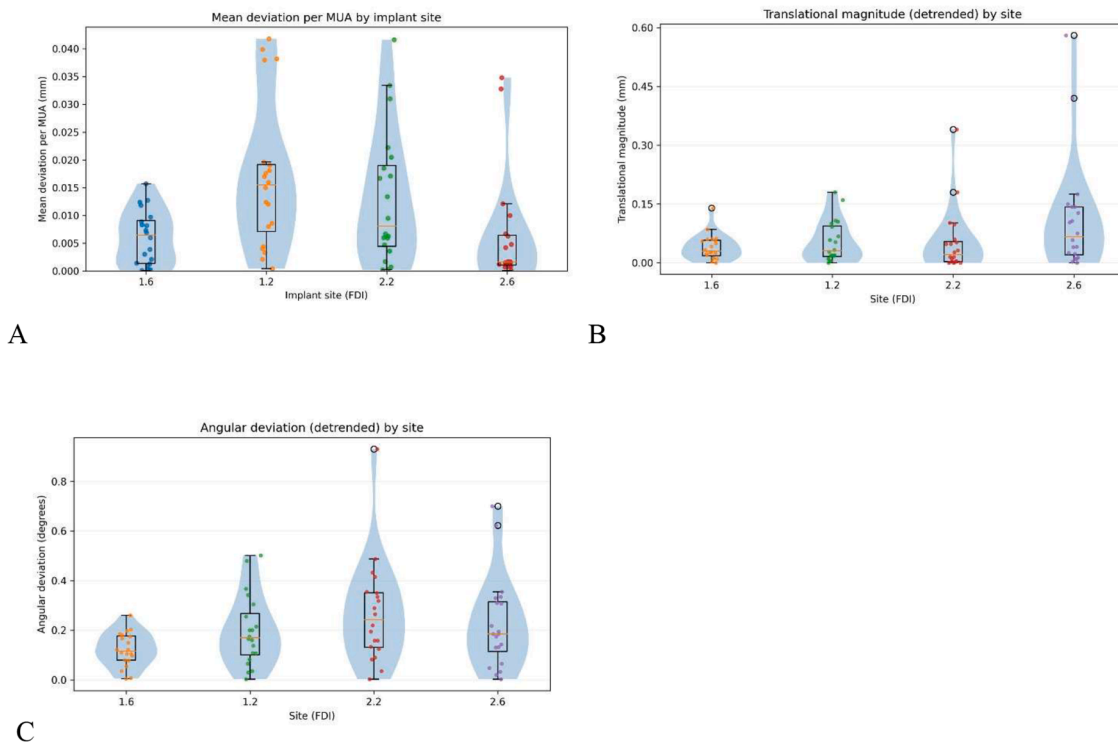 Mean deviation per MUA by implant site
Mean deviation per MUA (mm)
0.040
0.035
0.030
0.025
0.020
0.015
0.010
0.005
0.000
1.6 1.2 2.2 2.6
Implant site (FDI)
A
Translational magnitude (detrended) by site
Translational magnitude (mm)
0.60
0.45
0.30
0.15
0.00
1.6 1.2 2.2 2.6
Site (FDI)
B
Angular deviation (detrended) by site
Angular deviation (degrees)
0.8
0.6
0.4
0.2
0.0
1.6 1.2 2.2 2.6
Site (FDI)
C